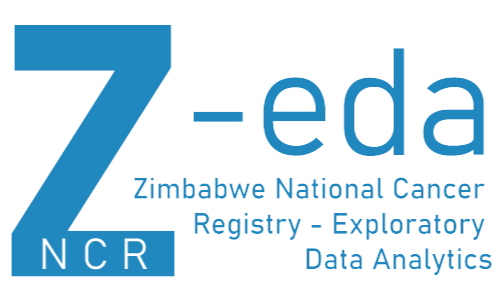 Z-eda
Zimbabwe National Cancer
Registry - Exploratory
Data Analytics
NCR